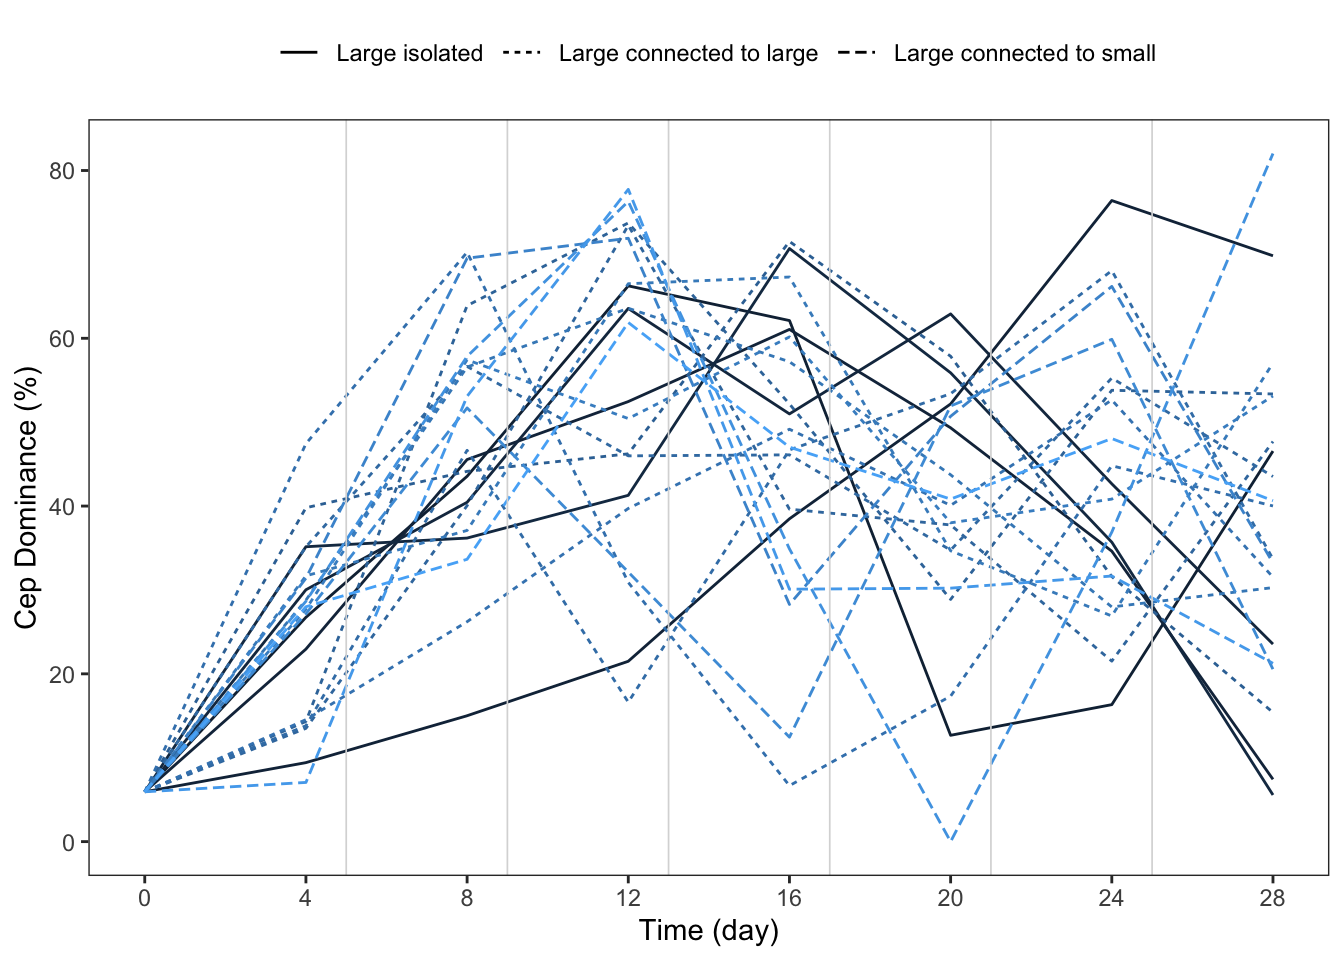 Large isolated Large connected to large Large connected to small
Cep Dominance (%)
80
60
40
20
0
0 4 8 12 16 20 24 28
Time (day)